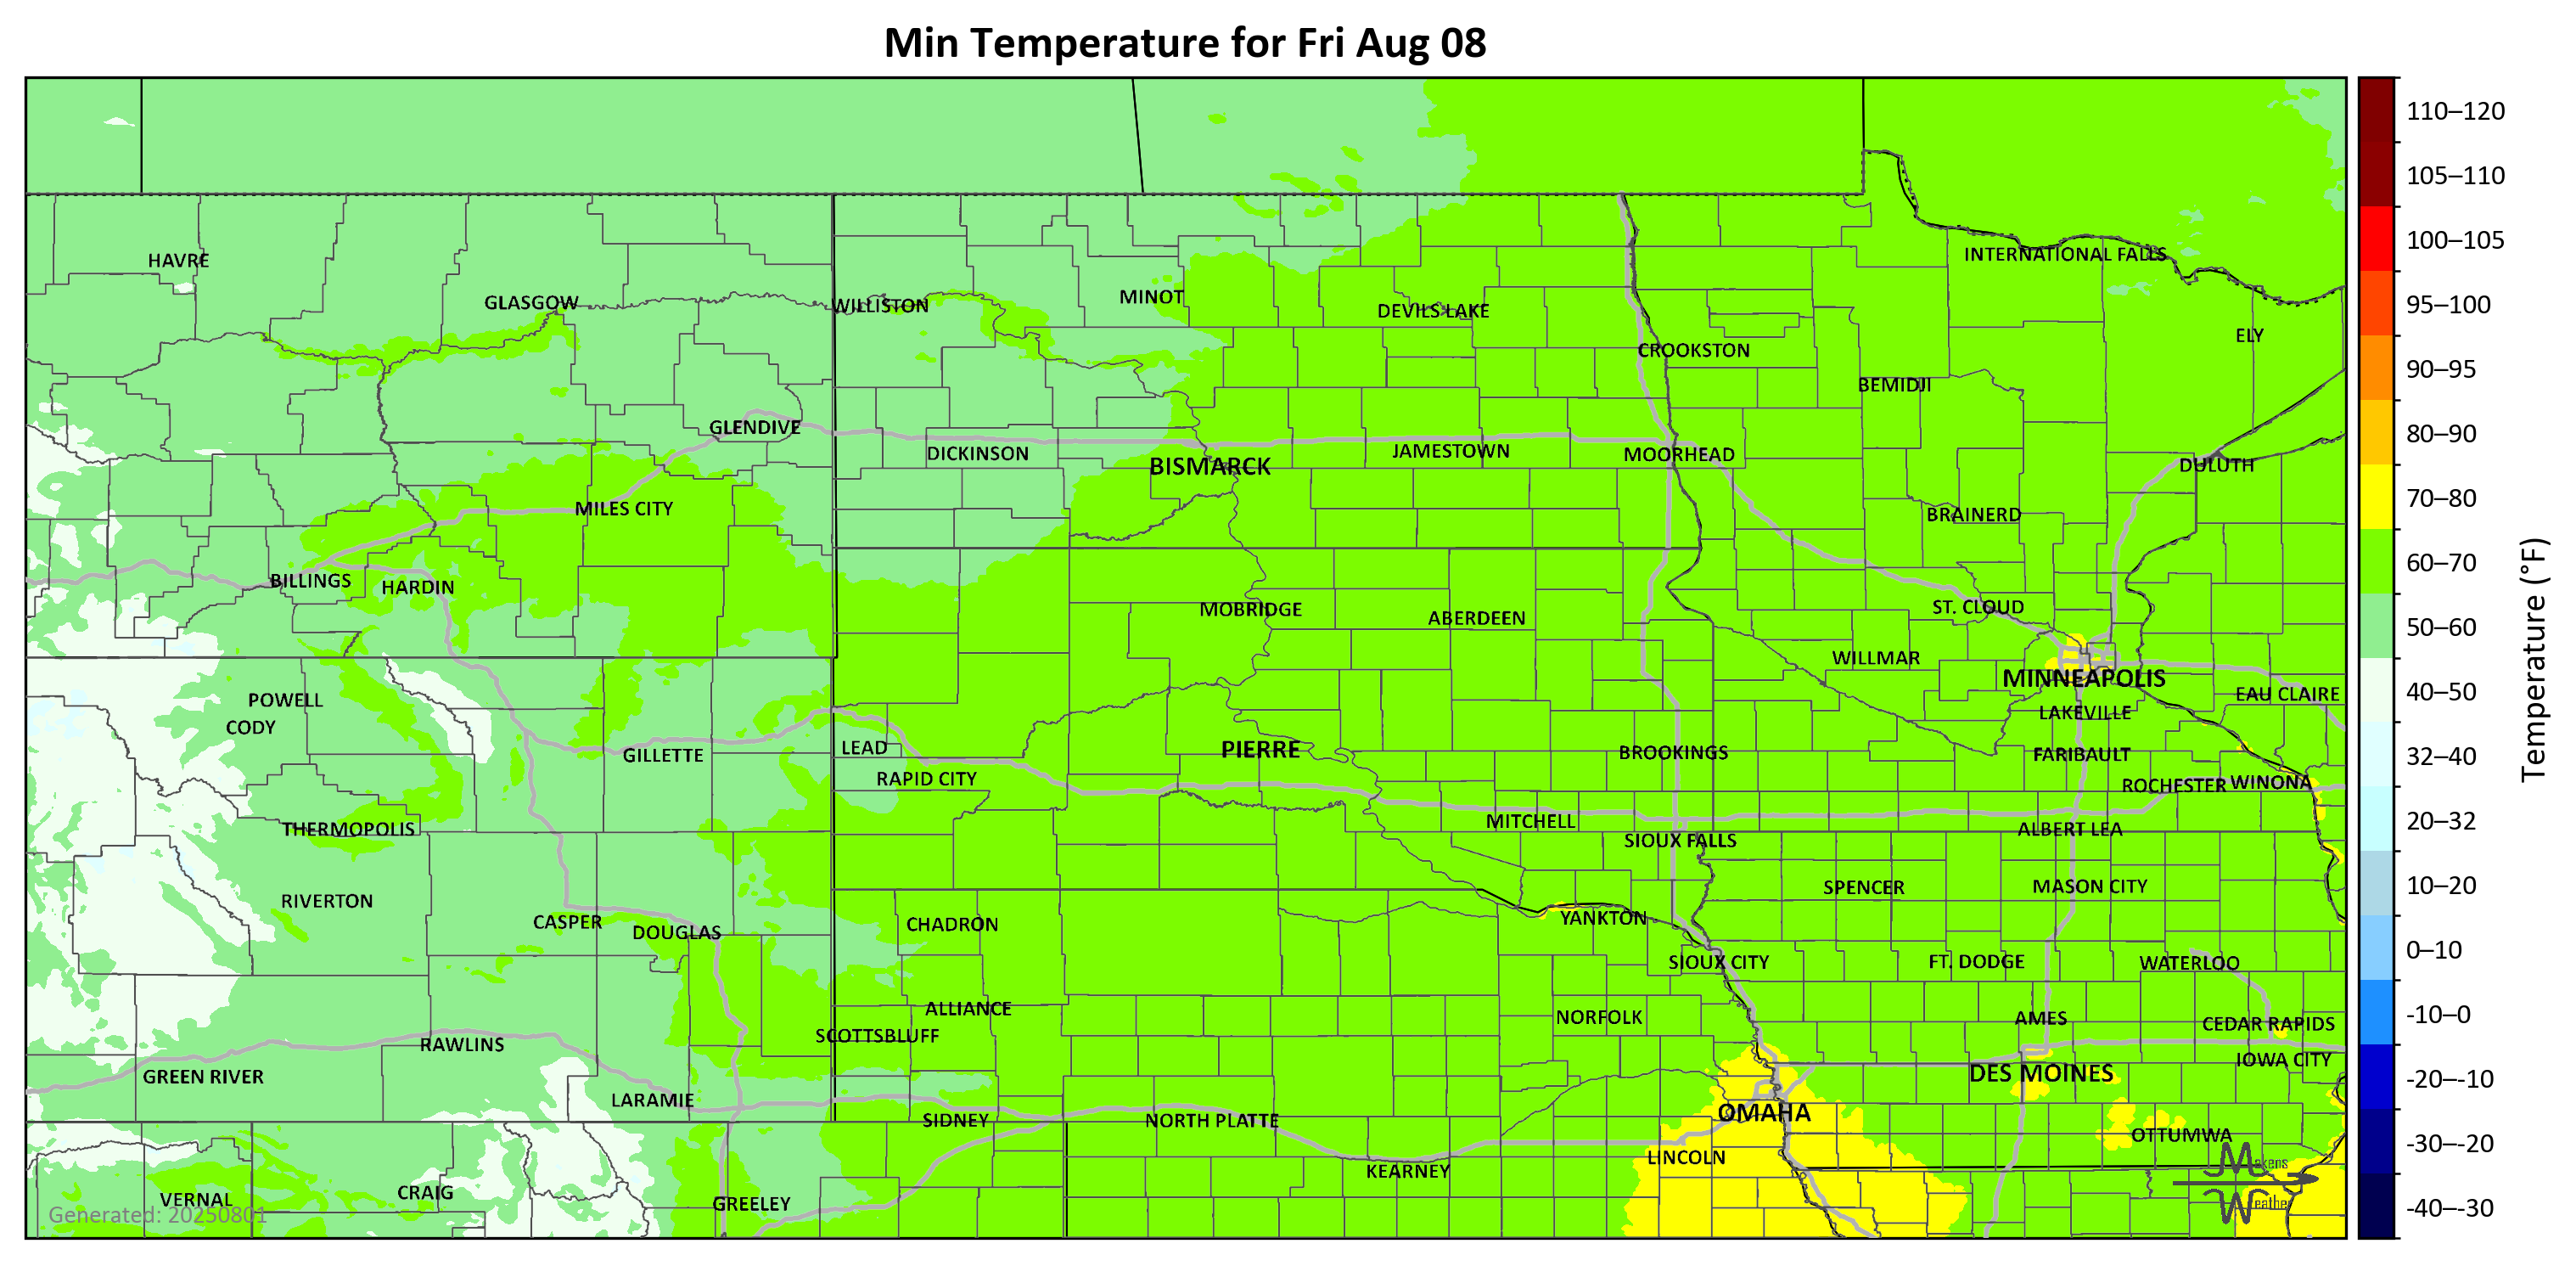 Min Temperature for Fri Aug 08
HAVRE
GLASGOW
WILLISTON
MINOT
DEVILS LAKE
INTERNATIONAL FALLS
ELY
CROOKSTON
BEMIDJI
GLENDIVE
DICKINSON
BISMARCK
JAMESTOWN
MOORHEAD
DULUTH
MILES CITY
BRAINERD
BILLINGS
HARDIN
MOBRIDGE
ABERDEEN
ST. CLOUD
WILLMAR
MINNEAPOLIS
POWELL
EAU CLAIRE
CODY
LAKEVILLE
GILLETTE
LEAD
PIERRE
BROOKINGS
FARIBAULT
RAPID CITY
ROCHESTER
WINONA
THERMOPOLIS
MITCHELL
SIOUX FALLS
ALBERT LEA
RIVERTON
SPENCER
MASON CITY
CASPER
DOUGLAS
CHADRON
YANKTON
SIOUX CITY
FT. DODGE
WATERLOO
ALLIANCE
NORFOLK
AMES
CEDAR RAPIDS
SCOTTSBLUFF
RAWLINS
IOWA CITY
GREEN RIVER
DES MOINES
LARAMIE
SIDNEY
NORTH PLATTE
OMAHA
OTTUMWA
LINCOLN
KEARNEY
VERNAL
CRAIG
GREELEY
Generated: 20250801
Makens
Weather
110–120
105–110
100–105
95–100
90–95
80–90
70–80
60–70
50–60
40–50
32–40
20–32
10–20
0–10
-10–0
-20–-10
-30–-20
-40–-30
Temperature (°F)